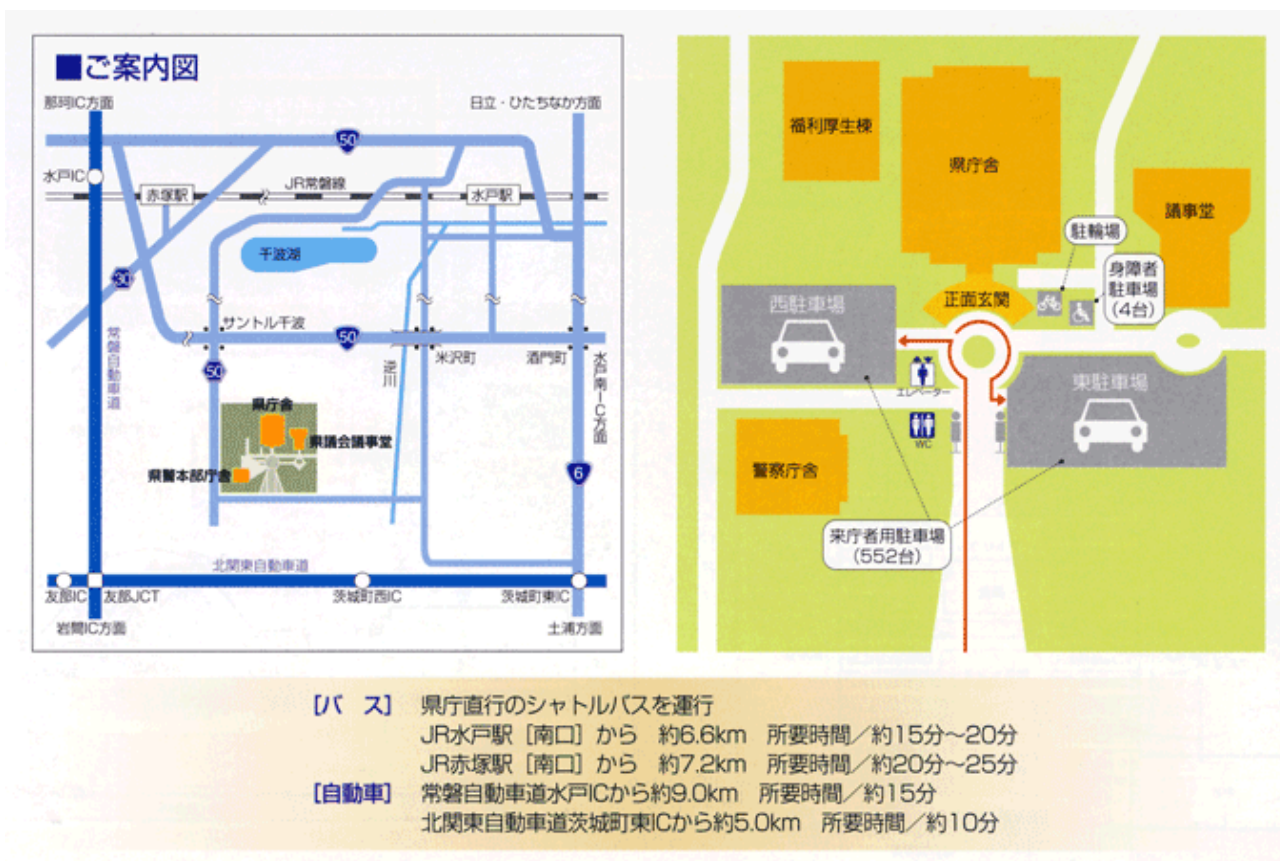 ■ご案内図
那珂IC方面
日立・ひたちなか方面
50
水戸IC
赤塚駅
JR常磐線
水戸駅
千波湖
30
サントル千波
50
米沢町
酒門町
常磐自動車道
50
逆川
水戸南IC方面
県庁舎
県議会議事堂
県警本部庁舎
6
北関東自動車道
友部IC
友部JCT
茨城町西IC
茨城町東IC
岩間IC方面
土浦方面
福利厚生棟
県庁舎
議事堂
駐輪場
身障者
駐車場
(4台)
西駐車場
正面玄関
エレベーター
東駐車場
WC
警察庁舎
来庁者用駐車場
(552台)
[バ ス] 県庁直行のシャトルバスを運行
JR水戸駅[南口]から 約6.6km 所要時間/約15分～20分
JR赤塚駅[南口]から 約7.2km 所要時間/約20分～25分
[自動車] 常磐自動車道水戸ICから約9.0km 所要時間/約15分
北関東自動車道茨城町東ICから約5.0km 所要時間/約10分